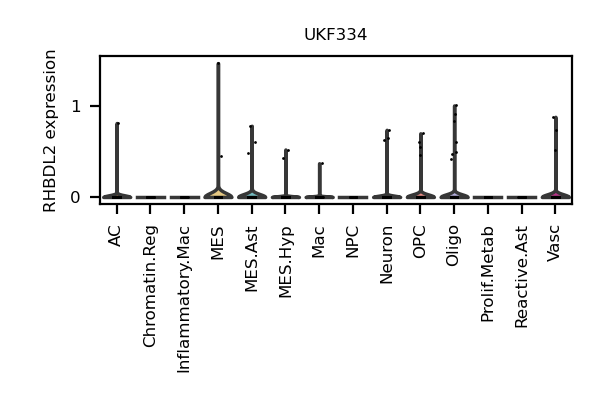 UKF334
RHBDL2 expression
1
0
AC
Chromatin.Reg
Inflammatory.Mac
MES
MES.Ast
MES.Hyp
Mac
NPC
Neuron
OPC
Oligo
Prolif.Metab
Reactive.Ast
Vasc